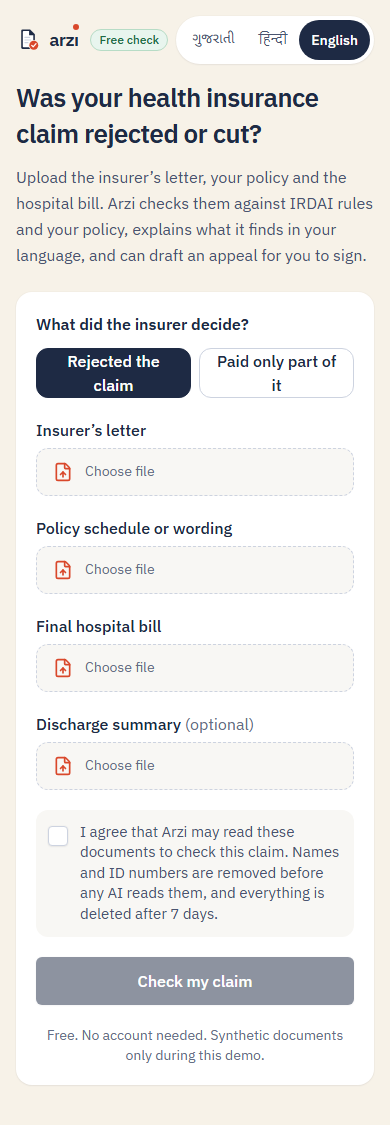 arzi
Free check
ગુજરાતી
हिन्दी
English
Was your health insurance
claim rejected or cut?
Upload the insurer’s letter, your policy and the
hospital bill. Arzi checks them against IRDAI rules
and your policy, explains what it finds in your
language, and can draft an appeal for you to sign.
What did the insurer decide?
Rejected the
claim
Paid only part of
it
Insurer’s letter
Choose file
Policy schedule or wording
Choose file
Final hospital bill
Choose file
Discharge summary (optional)
Choose file
I agree that Arzi may read these
documents to check this claim. Names
and ID numbers are removed before
any AI reads them, and everything is
deleted after 7 days.
Check my claim
Free. No account needed. Synthetic documents
only during this demo.